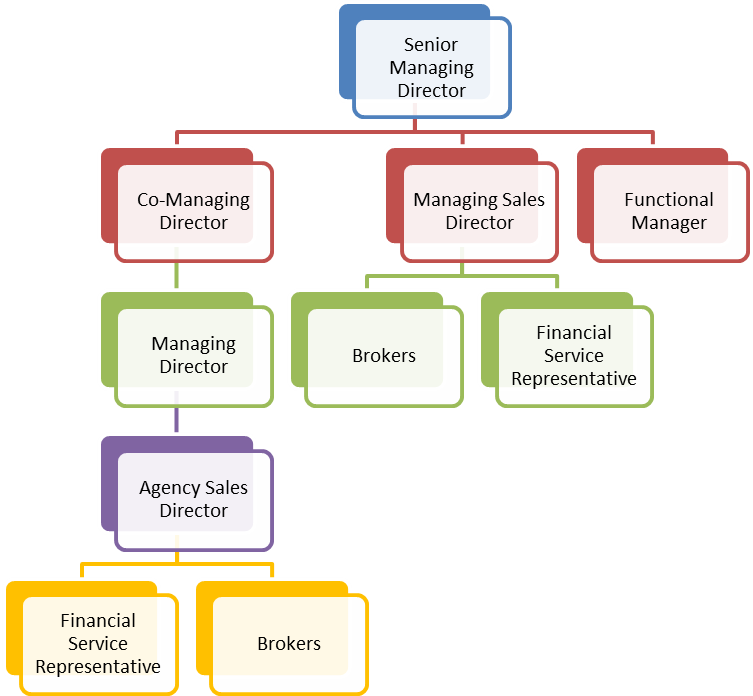 Senior
Managing
Director
Co-Managing
Director
Managing Sales
Director
Functional
Manager
Managing
Director
Brokers
Financial
Service
Representative
Agency Sales
Director
Financial
Service
Representative
Brokers